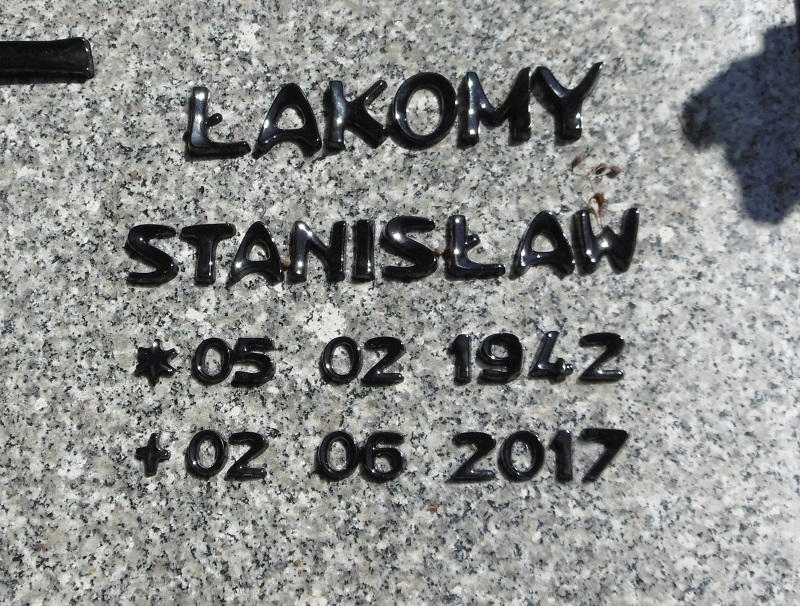 ŁAKOMY
STANISŁAW
* 05 02 1942
✝ 02 06 2017